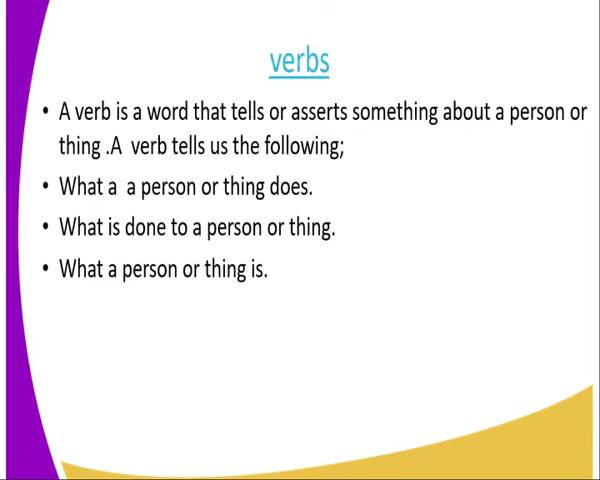 verbs
• A verb is a word that tells or asserts something about a person or
thing .A  verb tells us the following;
• What a  a person or thing does.
• What is done to a person or thing.
• What a person or thing is.